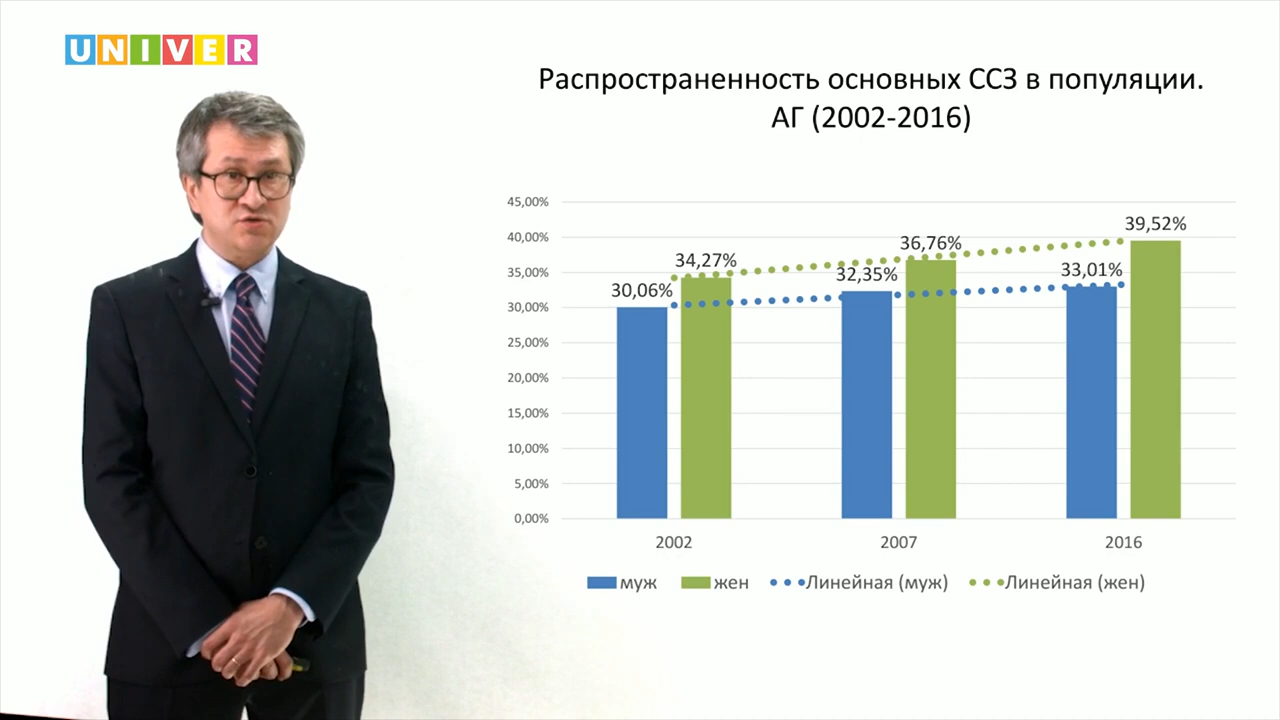 UNIVER
Распространенность основных ССЗ в популяции.
АГ (2002-2016)
45,00%
40,00%
35,00%
30,00%
25,00%
20,00%
15,00%
10,00%
5,00%
0,00%
30,06%
34,27%
32,35%
36,76%
33,01%
39,52%
2002
2007
2016
муж
жен
Линейная (муж)
Линейная (жен)